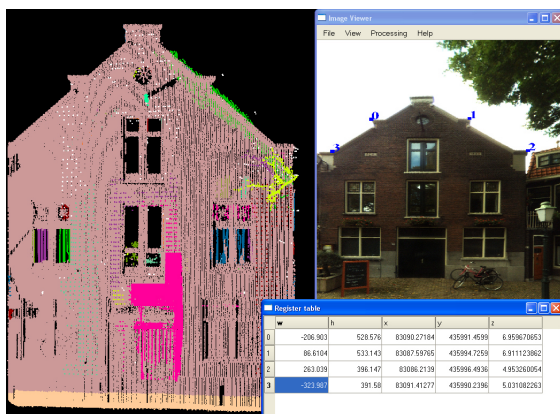 Image Viewer
File View Processing Help
0
1
3
2
Register table
w h x y z
0 -206.903 528.576 83090.27184 435991.4599 6.959670653
1 86.6104 533.143 83087.59765 435994.7259 6.911123862
2 263.039 396.147 83086.2139 435996.4936 4.953260054
3 -323.987 391.58 83091.41277 435990.2396 5.031082263